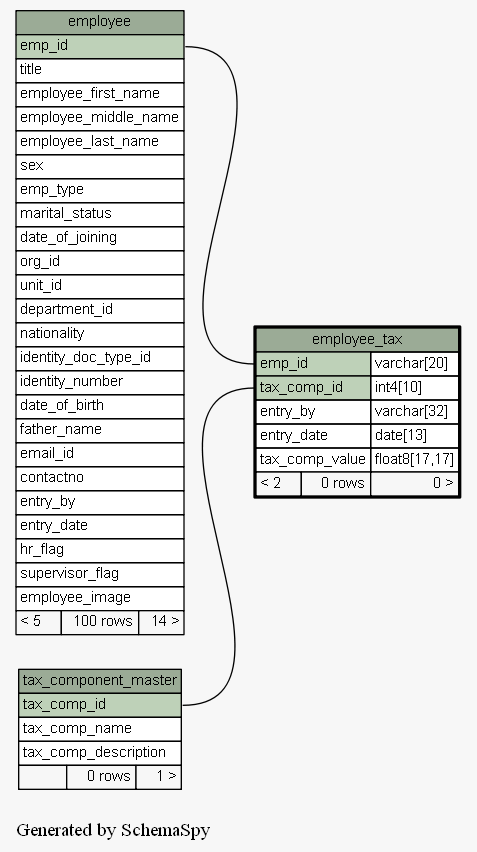 employee
emp_id
title
employee_first_name
employee_middle_name
employee_last_name
sex
emp_type
marital_status
date_of_joining
org_id
unit_id
department_id
nationality
identity_doc_type_id
identity_number
date_of_birth
father_name
email_id
contactno
entry_by
entry_date
hr_flag
supervisor_flag
employee_image
< 5 100 rows 14 >
employee_tax
emp_id varchar[20]
tax_comp_id int4[10]
entry_by varchar[32]
entry_date date[13]
tax_comp_value float8[17,17]
< 2 0 rows 0 >
tax_component_master
tax_comp_id
tax_comp_name
tax_comp_description
0 rows 1 >
Generated by SchemaSpy